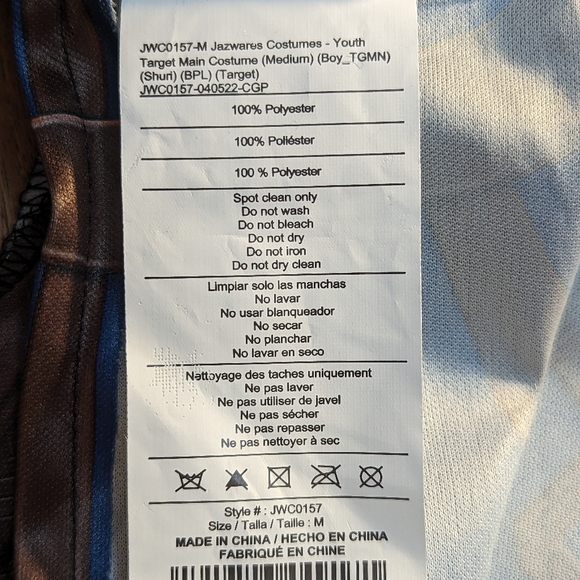 JWC0157-M Jazwares Costumes - Youth
Target Main Costume (Medium) (Boy_TGMN)
(Shuri) (BPL) (Target)
JWC0157-040522-CGP
100% Polyester
100% Poliéster
100 % Polyester
Spot clean only
Do not wash
Do not bleach
Do not dry
Do not iron
Do not dry clean
Limpiar solo las manchas
No lavar
No usar blanqueador
No secar
No planchar
No lavar en seco
Nettoyage des taches uniquement
Ne pas laver
Ne pas utiliser de javel
Ne pas sécher
Ne pas repasser
Ne pas nettoyer à sec
Style # : JWC0157
Size / Talla / Taille : M
MADE IN CHINA / HECHO EN CHINA
FABRIQUÉ EN CHINE